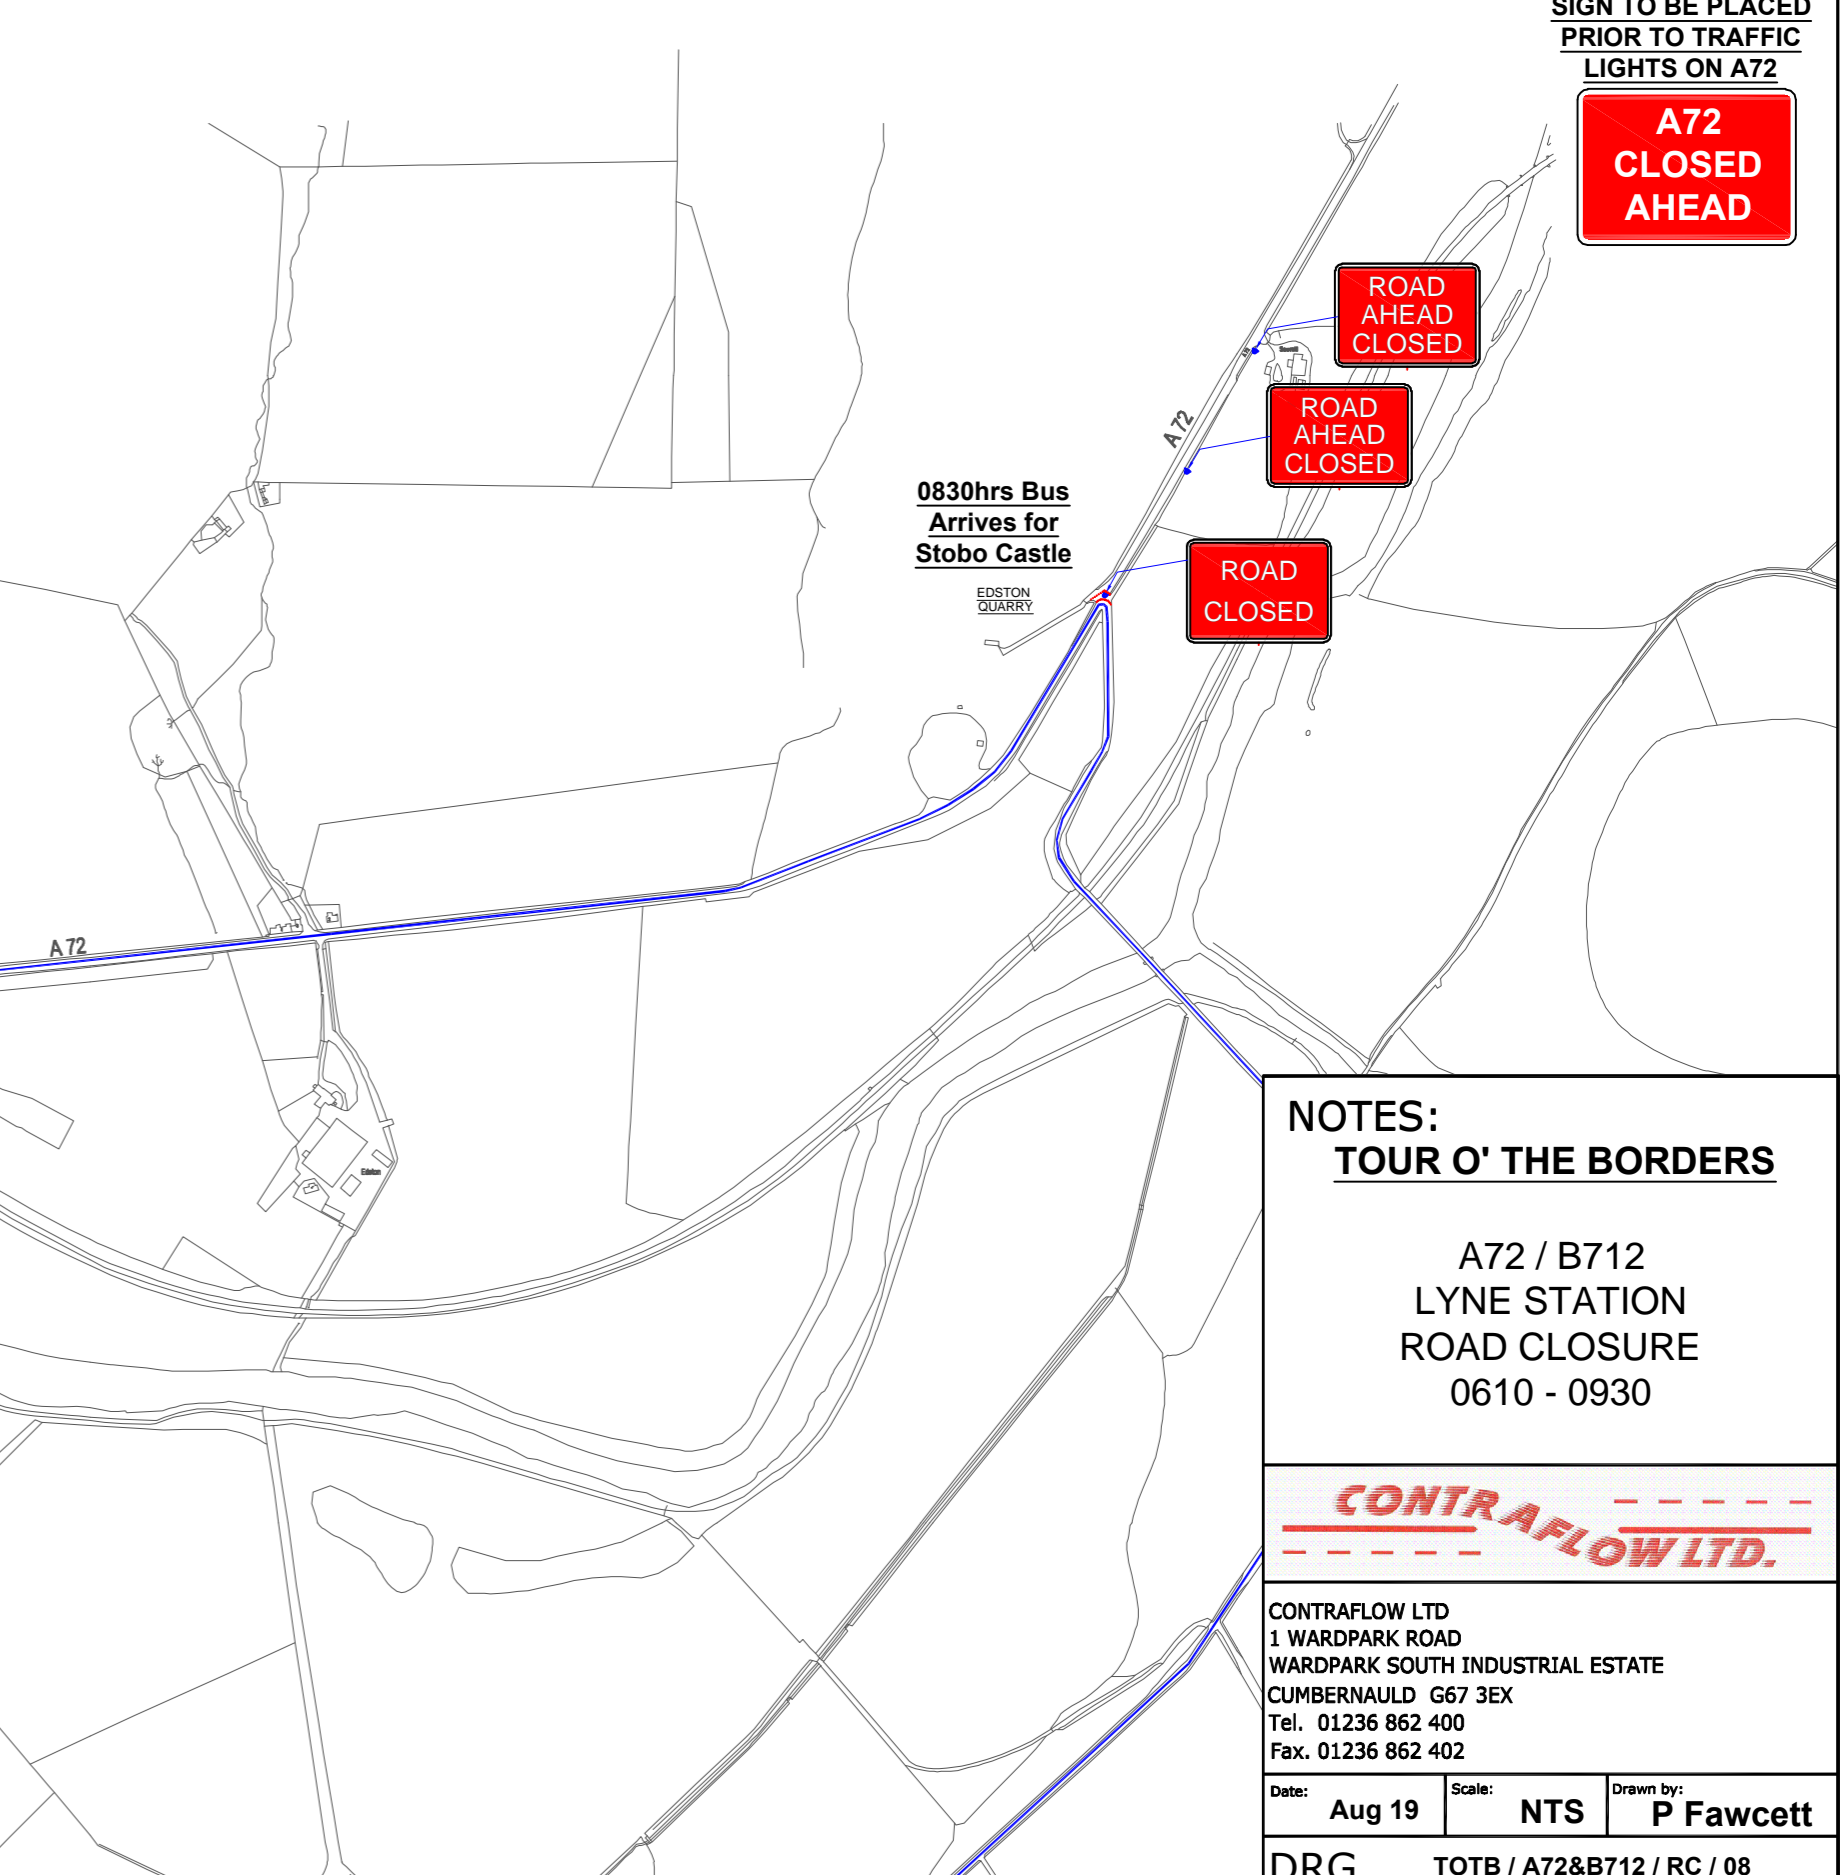 SIGN TO BE PLACED
PRIOR TO TRAFFIC
LIGHTS ON A72
A72
CLOSED
AHEAD
ROAD
AHEAD
CLOSED
ROAD
AHEAD
CLOSED
A 72
0830hrs Bus
Arrives for
Stobo Castle
EDSTON
QUARRY
ROAD
CLOSED
A 72
Edston
NOTES:
TOUR O' THE BORDERS
A72 / B712
LYNE STATION
ROAD CLOSURE
0610 - 0930
CONTRAFLOW LTD.
CONTRAFLOW LTD
1 WARDPARK ROAD
WARDPARK SOUTH INDUSTRIAL ESTATE
CUMBERNAULD G67 3EX
Tel. 01236 862 400
Fax. 01236 862 402
Date: Aug 19
Scale: NTS
Drawn by: P Fawcett
DRG TOTB / A72&B712 / RC / 08